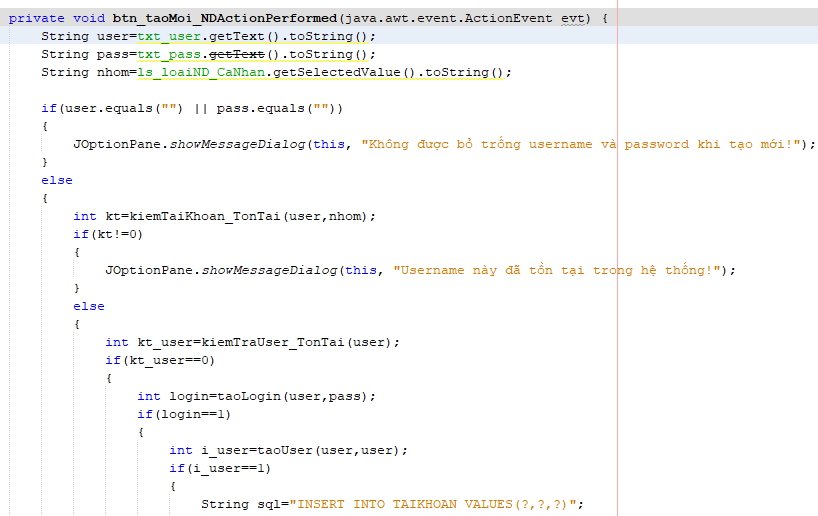 private void btn_taoMoi_NDActionPerformed(java.awt.event.ActionEvent evt) {
    String user=txt_user.getText().toString();
    String pass=txt_pass.getText().toString();
    String nhom=ls_loaiND_CaNhan.getSelectedValue().toString();

    if(user.equals("") || pass.equals(""))
    {
        JOptionPane.showMessageDialog(this, "Không được bỏ trống username và password khi tạo mới!");
    }
    else
    {
        int kt=kiemTaiKhoan_TonTai(user,nhom);
        if(kt!=0)
        {
            JOptionPane.showMessageDialog(this, "Username này đã tồn tại trong hệ thống!");
        }
        else
        {
            int kt_user=kiemTraUser_TonTai(user);
            if(kt_user==0)
            {
                int login=taoLogin(user,pass);
                if(login==1)
                {
                    int i_user=taoUser(user,user);
                    if(i_user==1)
                    {
                        String sql="INSERT INTO TAIKHOAN VALUES(?,?,?)";